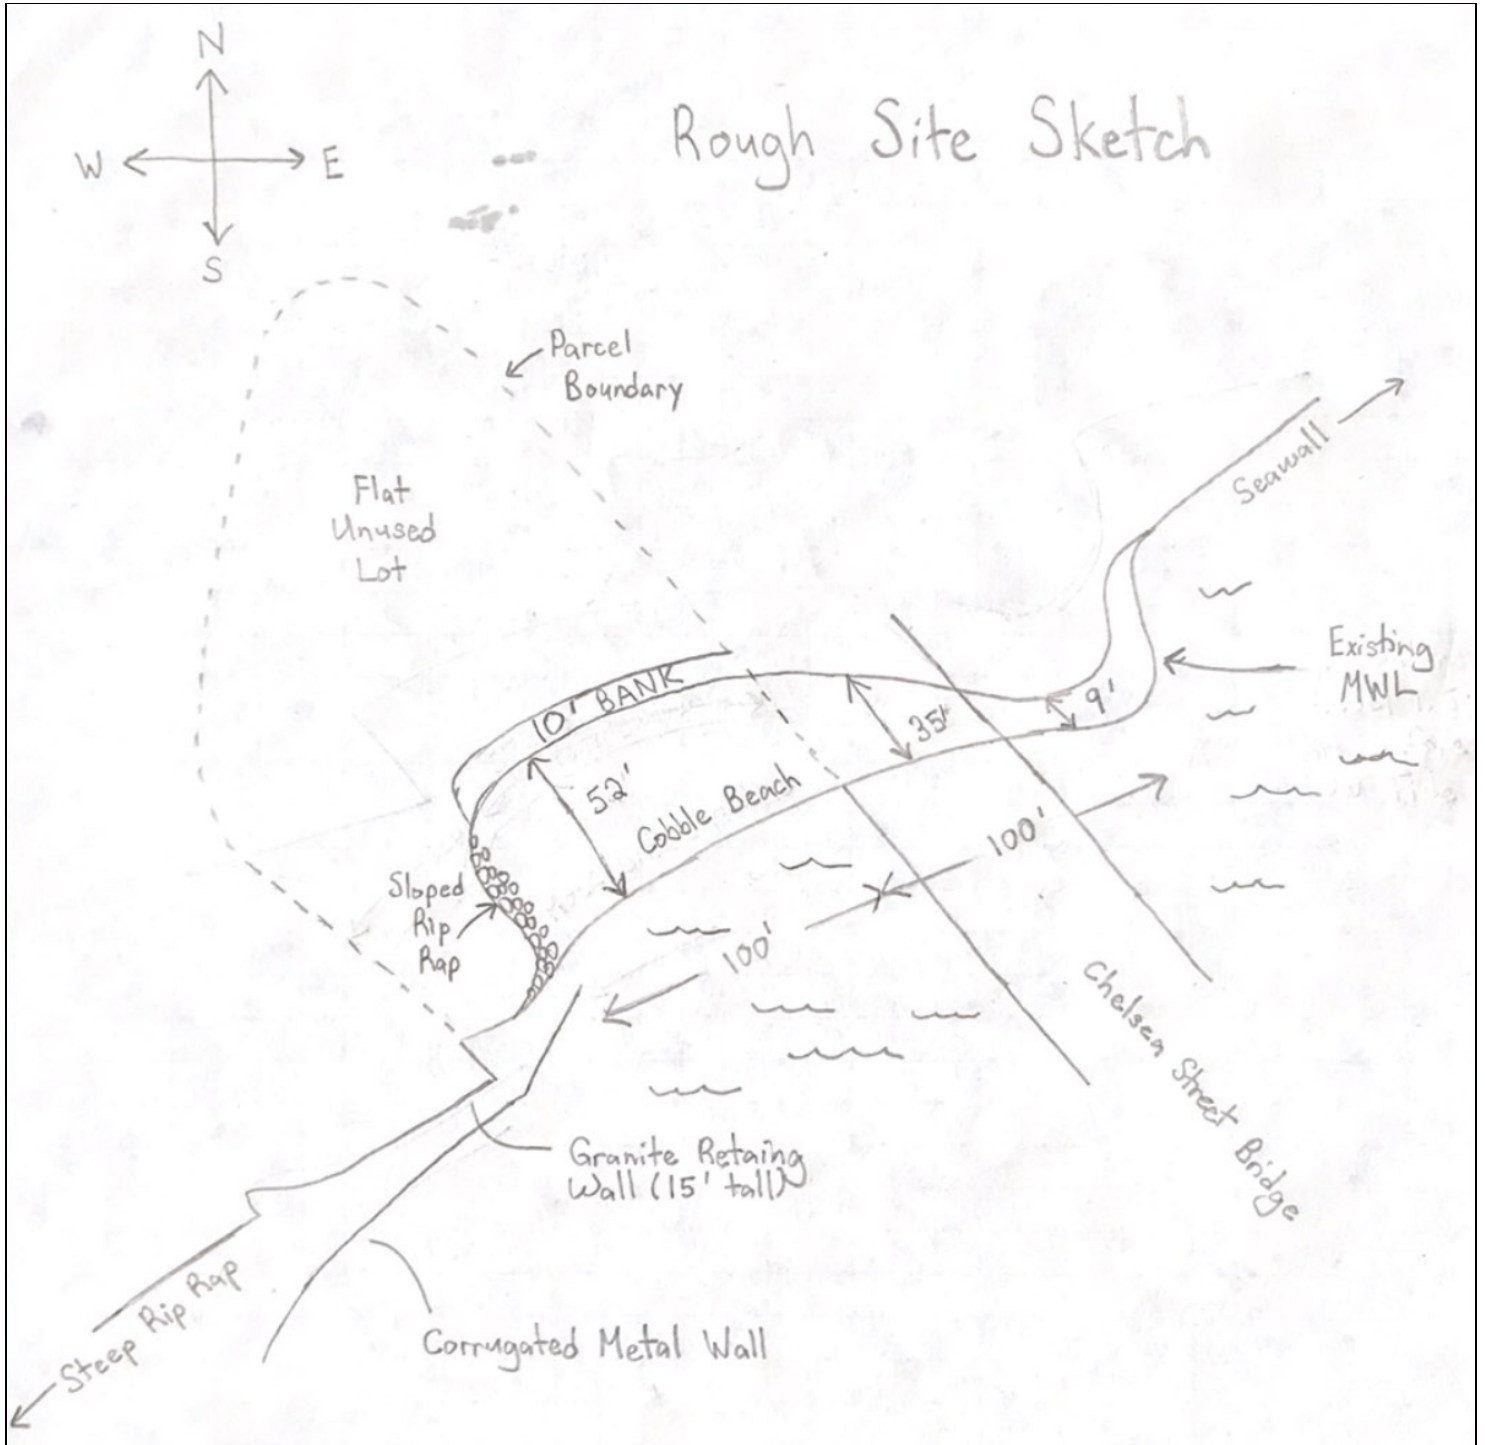 N
Rough Site Sketch
W E
S
Parcel
Boundary
Flat
Unused
Lot
Seawall
Existing
MWL
10' BANK
9'
35'
52'
Cobble Beach
100'
Sloped
Rip
Rap
100'
Chelsea Street Bridge
Granite Retaing
Wall (15' tall)
Steep Rip Rap
Corrugated Metal Wall